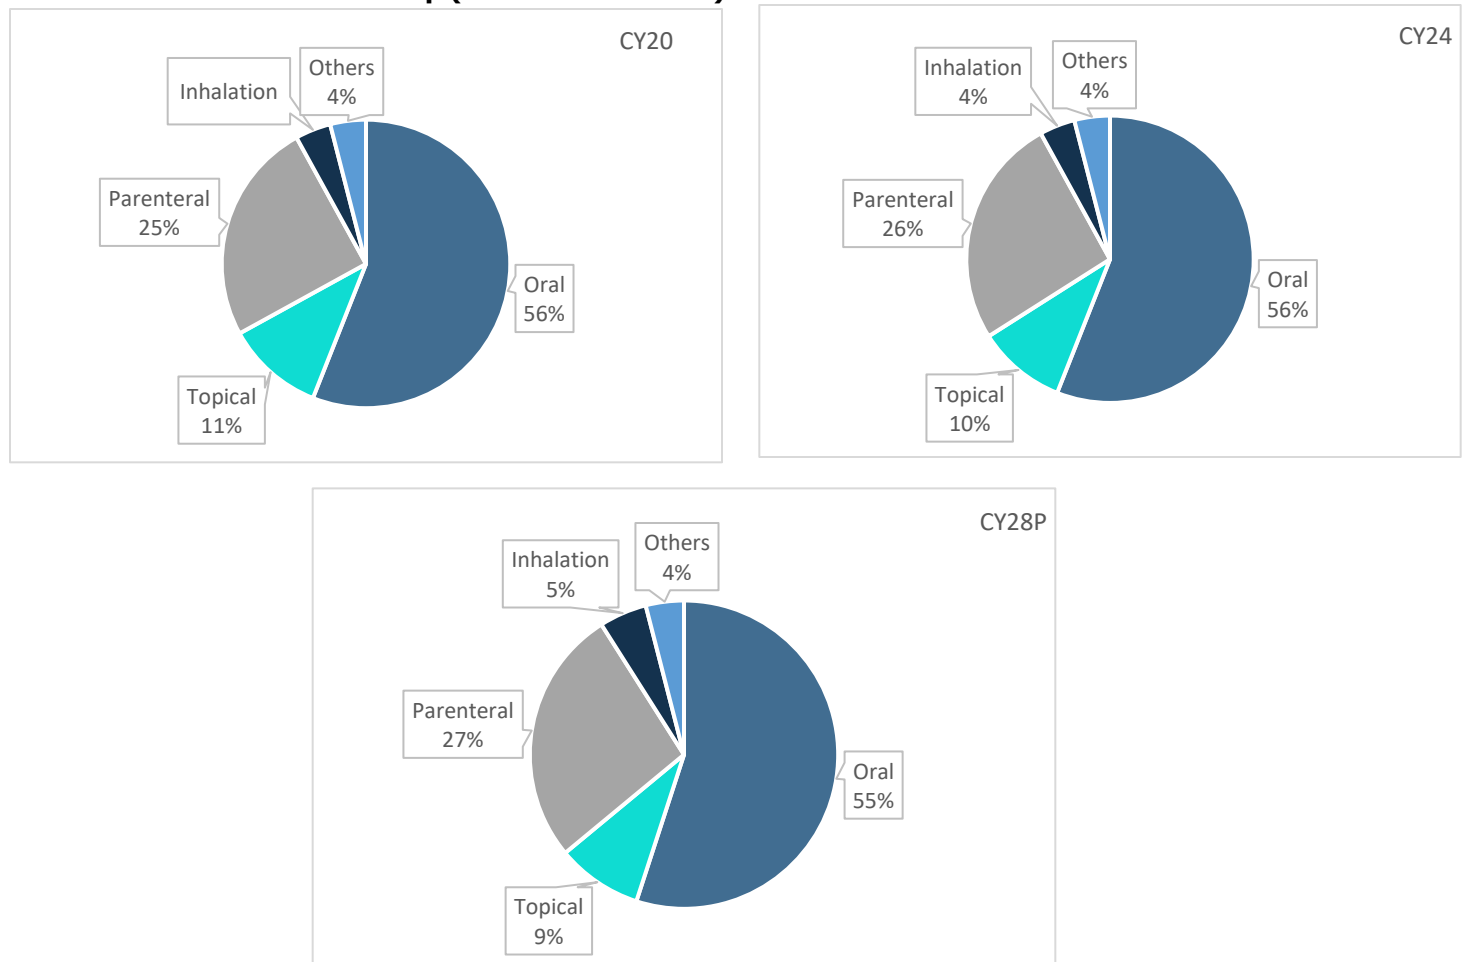 CY20
Inhalation
Others
4%
Parenteral
25%
Oral
56%
Topical
11%
CY24
Inhalation
4%
Others
4%
Parenteral
26%
Oral
56%
Topical
10%
CY28P
Inhalation
5%
Others
4%
Parenteral
27%
Oral
55%
Topical
9%